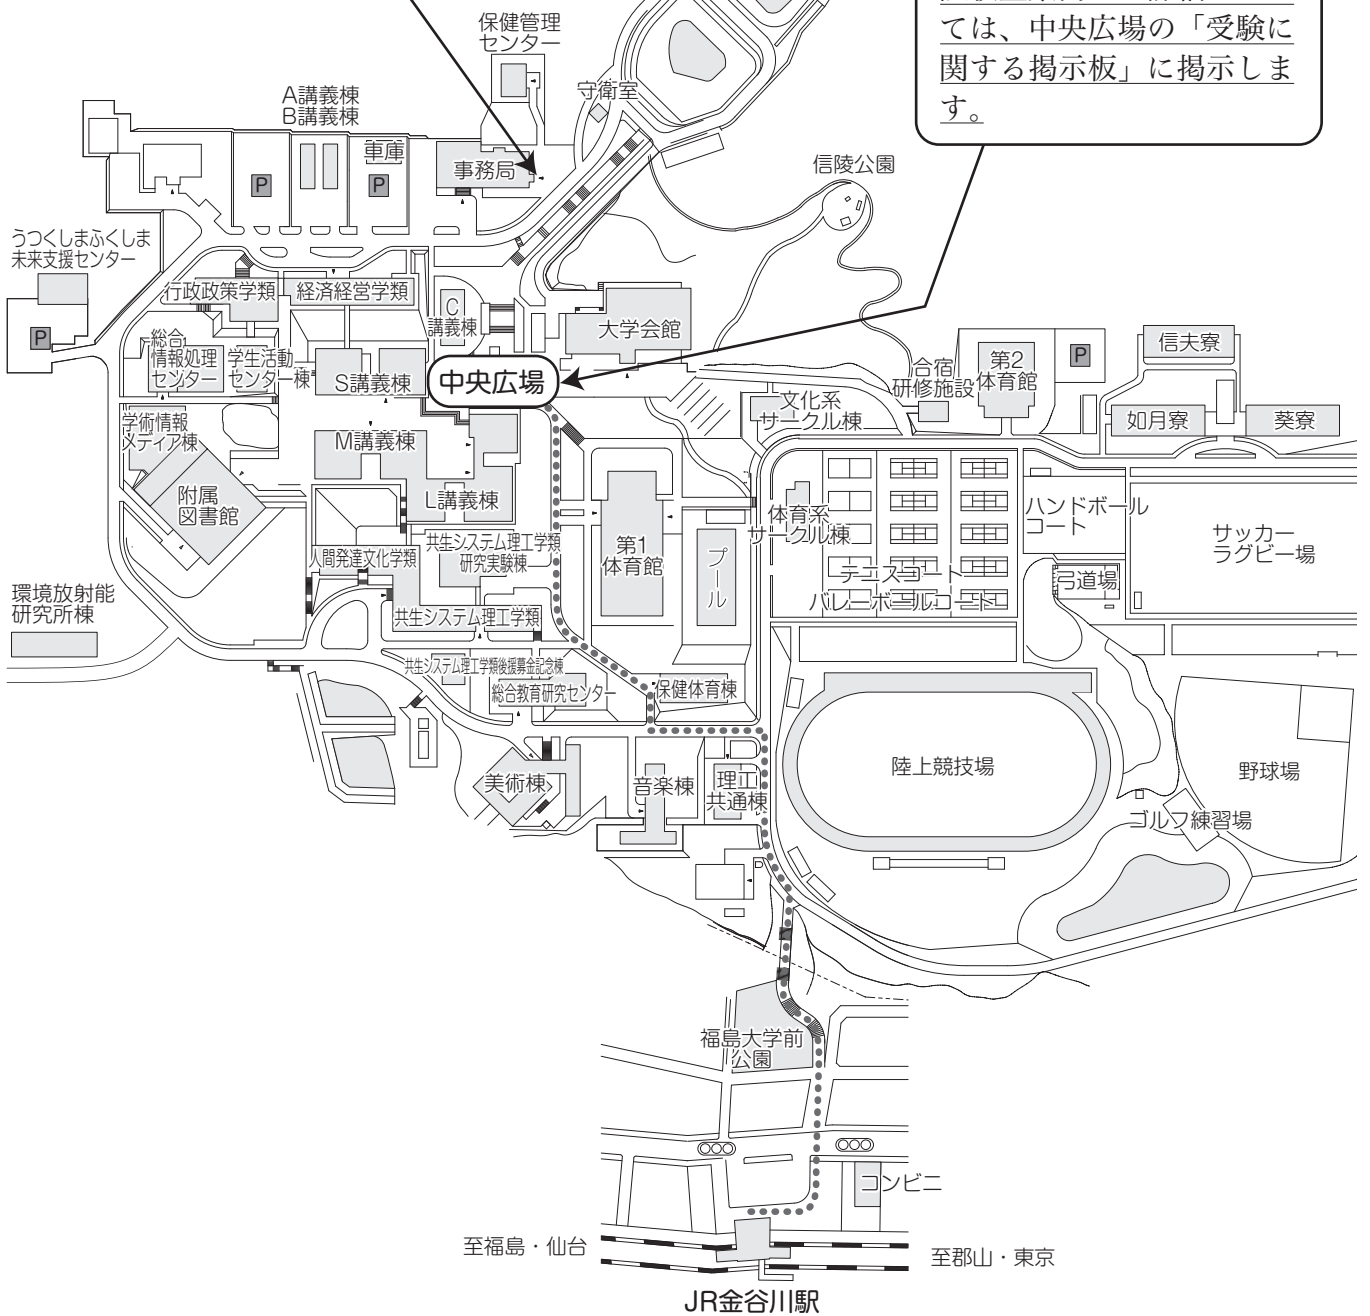 ては、中央広場の「受験に
関する掲示板」に掲示しま
す。
保健管理
センター
守衛室
A講義棟
B講義棟
車庫
P
P
事務局
信陵公園
うつくしまふくしま
未来支援センター
P
行政政策学類
経済経営学類
C
講義棟
大学会館
総合
情報処理
センター
学生活動
センター棟
S講義棟
中央広場
合宿
研修施設
第2
体育館
P
信夫寮
如月寮
葵寮
文化系
サークル棟
学術情報
メディア棟
M講義棟
附属
図書館
L講義棟
体育系
サークル棟
ハンドボール
コート
サッカー
ラグビー場
人間発達文化学類
共生システム理工学類
研究実験棟
第1
体育館
プール
テニスコート
バレーボールコート
弓道場
環境放射能
研究所棟
共生システム理工学類
共生システム理工学類後援募金記念棟
総合教育研究センター
保健体育棟
美術棟
音楽棟
理工
共通棟
陸上競技場
野球場
ゴルフ練習場
福島大学前
公園
コンビニ
至福島・仙台
至郡山・東京
JR金谷川駅